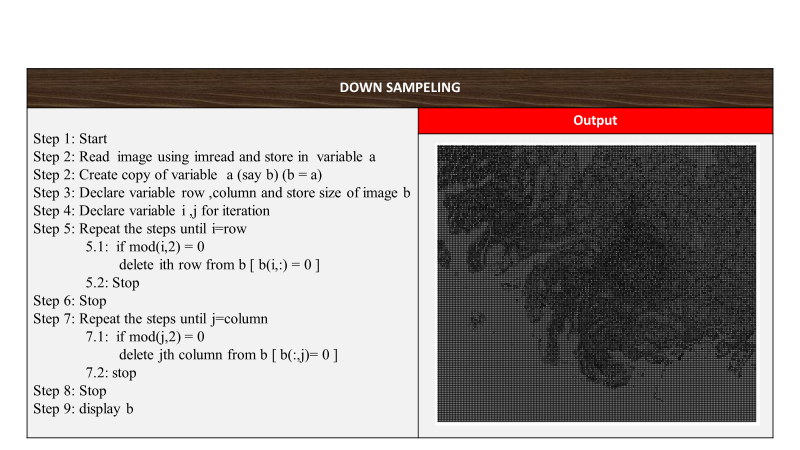 DOWN SAMPELING
Step 1: Start
Step 2: Read image using imread and store in variable a
Step 2: Create copy of variable a (say b) (b = a)
Step 3: Declare variable row ,column and store size of image b
Step 4: Declare variable i ,j for iteration
Step 5: Repeat the steps until i=row
5.1: if mod(i,2) = 0
delete ith row from b [ b(i,:) = 0 ]
5.2: Stop
Step 6: Stop
Step 7: Repeat the steps until j=column
7.1: if mod(j,2) = 0
delete jth column from b [ b(:,j)= 0 ]
7.2: stop
Step 8: Stop
Step 9: display b
Output